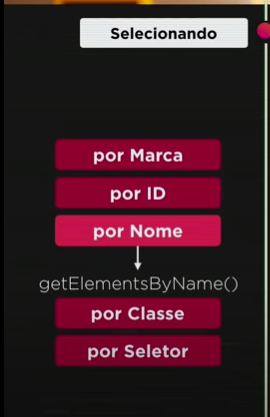 Selecionando
por Marca
por ID
por Nome
getElementsByName()
por Classe
por Seletor